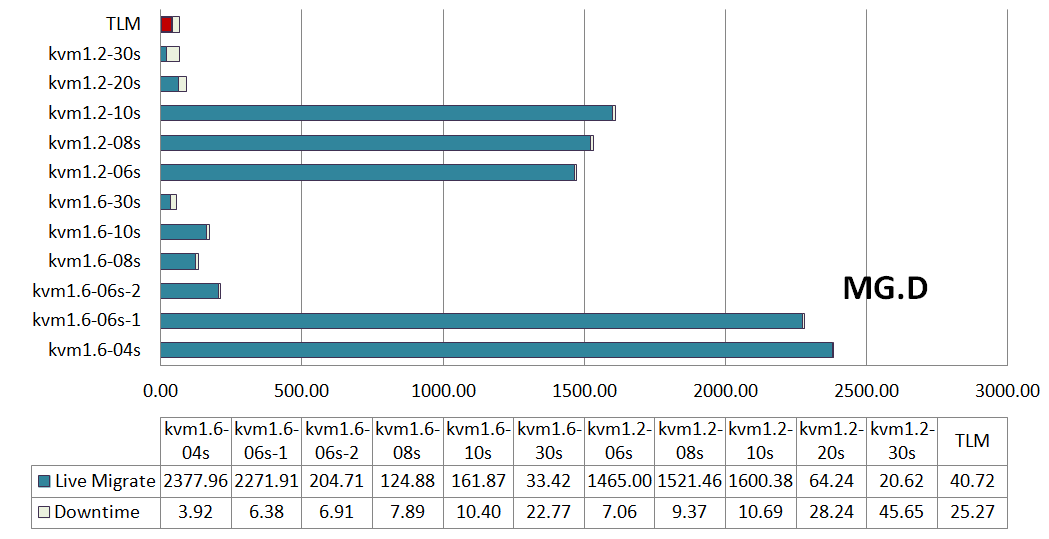 TLM
kvm1.2-30s
kvm1.2-20s
kvm1.2-10s
kvm1.2-08s
kvm1.2-06s
kvm1.6-30s
kvm1.6-10s
kvm1.6-08s
kvm1.6-06s-2
kvm1.6-06s-1
kvm1.6-04s
MG.D
0.00 500.00 1000.00 1500.00 2000.00 2500.00 3000.00
kvm1.6- kvm1.6- kvm1.6- kvm1.6- kvm1.6- kvm1.6- kvm1.2- kvm1.2- kvm1.2- kvm1.2- kvm1.2- TLM
04s 06s-1 06s-2 08s 10s 30s 06s 08s 10s 20s 30s
Live Migrate 2377.96 2271.91 204.71 124.88 161.87 33.42 1465.00 1521.46 1600.38 64.24 20.62 40.72
Downtime 3.92 6.38 6.91 7.89 10.40 22.77 7.06 9.37 10.69 28.24 45.65 25.27